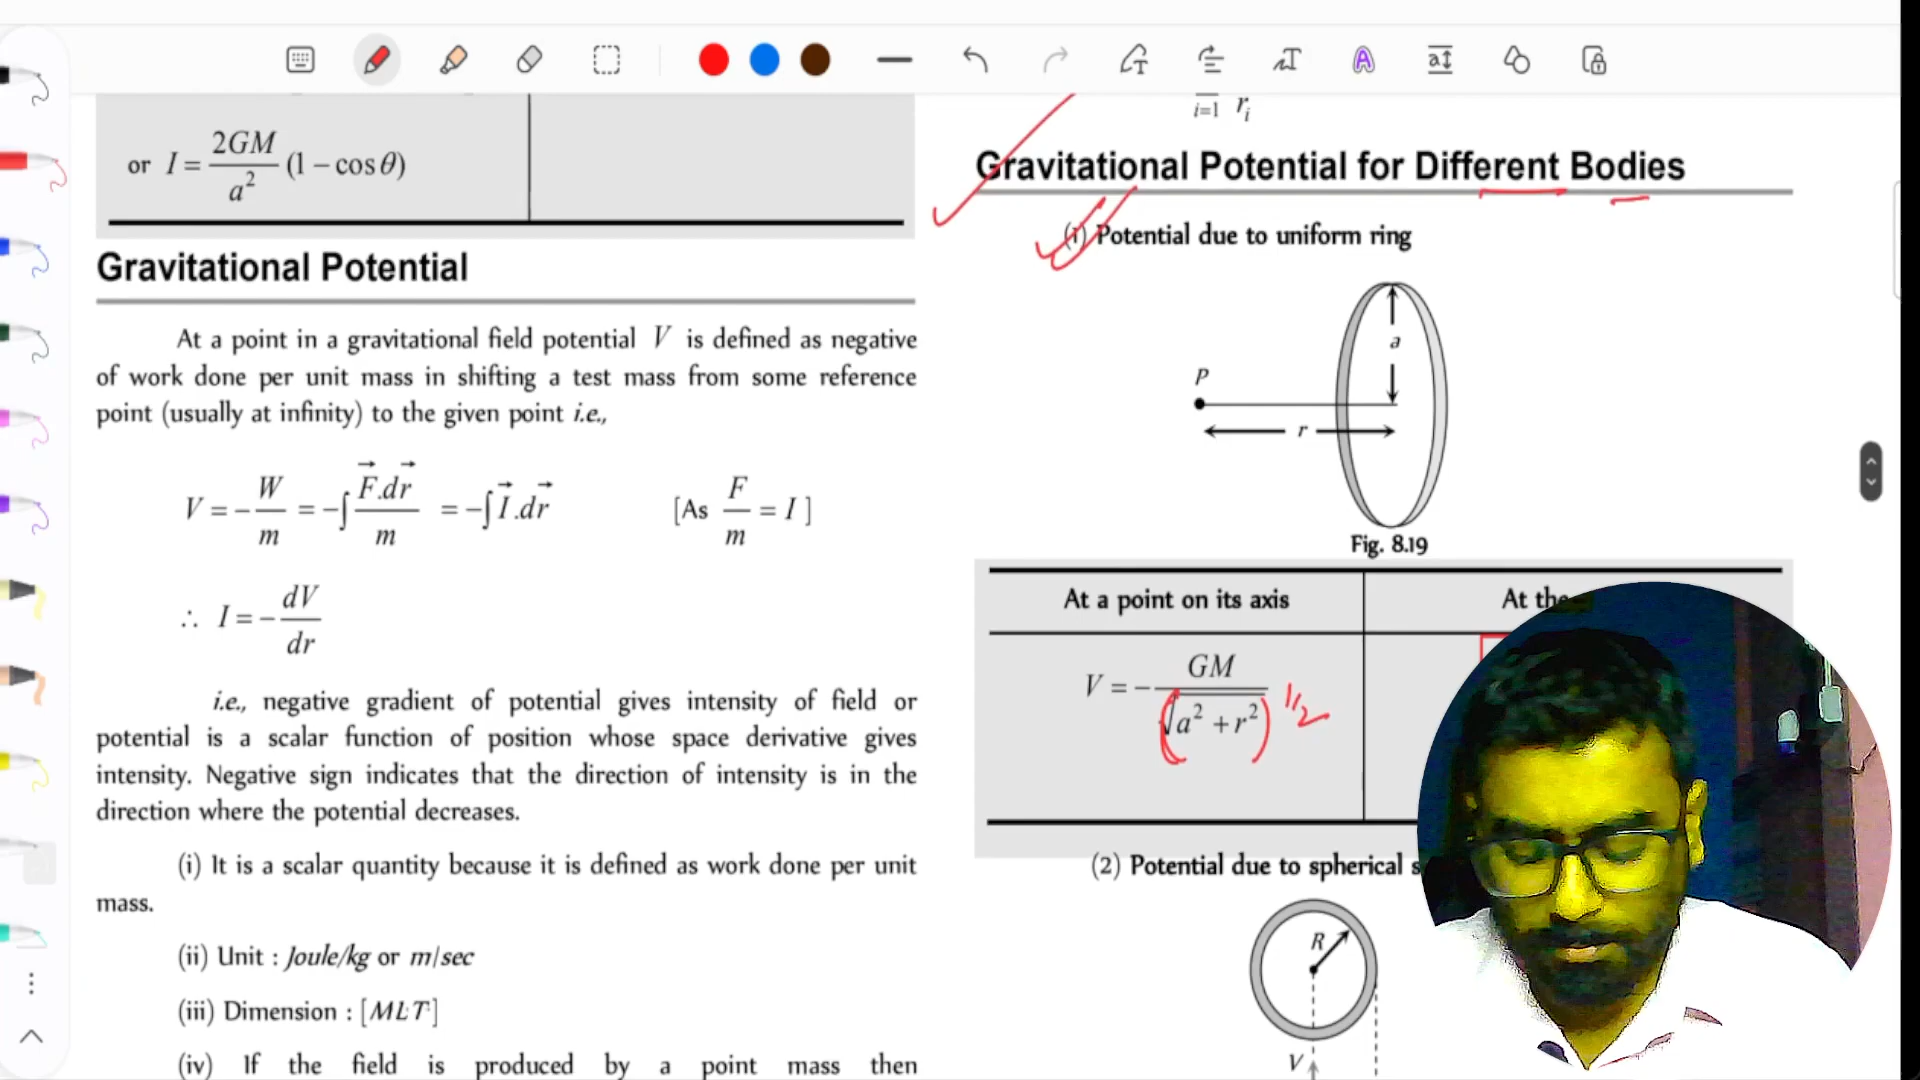 i=1 r_i
or I = 2GM/a² (1 − cos θ)
Gravitational Potential
At a point in a gravitational field potential V is defined as negative
of work done per unit mass in shifting a test mass from some reference
point (usually at infinity) to the given point i.e.,
V = −W/m = −∫F⃗.dr⃗/m = −∫I⃗.dr⃗ [As F/m = I ]
∴ I = −dV/dr
i.e., negative gradient of potential gives intensity of field or
potential is a scalar function of position whose space derivative gives
intensity. Negative sign indicates that the direction of intensity is in the
direction where the potential decreases.
(i) It is a scalar quantity because it is defined as work done per unit
mass.
(ii) Unit : Joule/kg or m/sec
(iii) Dimension : [MLT]
(iv) If the field is produced by a point mass then
Gravitational Potential for Different Bodies
(1) Potential due to uniform ring
a
P
r
Fig. 8.19
At a point on its axis
At the
V = −GM/√(a² + r²) 1/2
(2) Potential due to spherical s
R
V